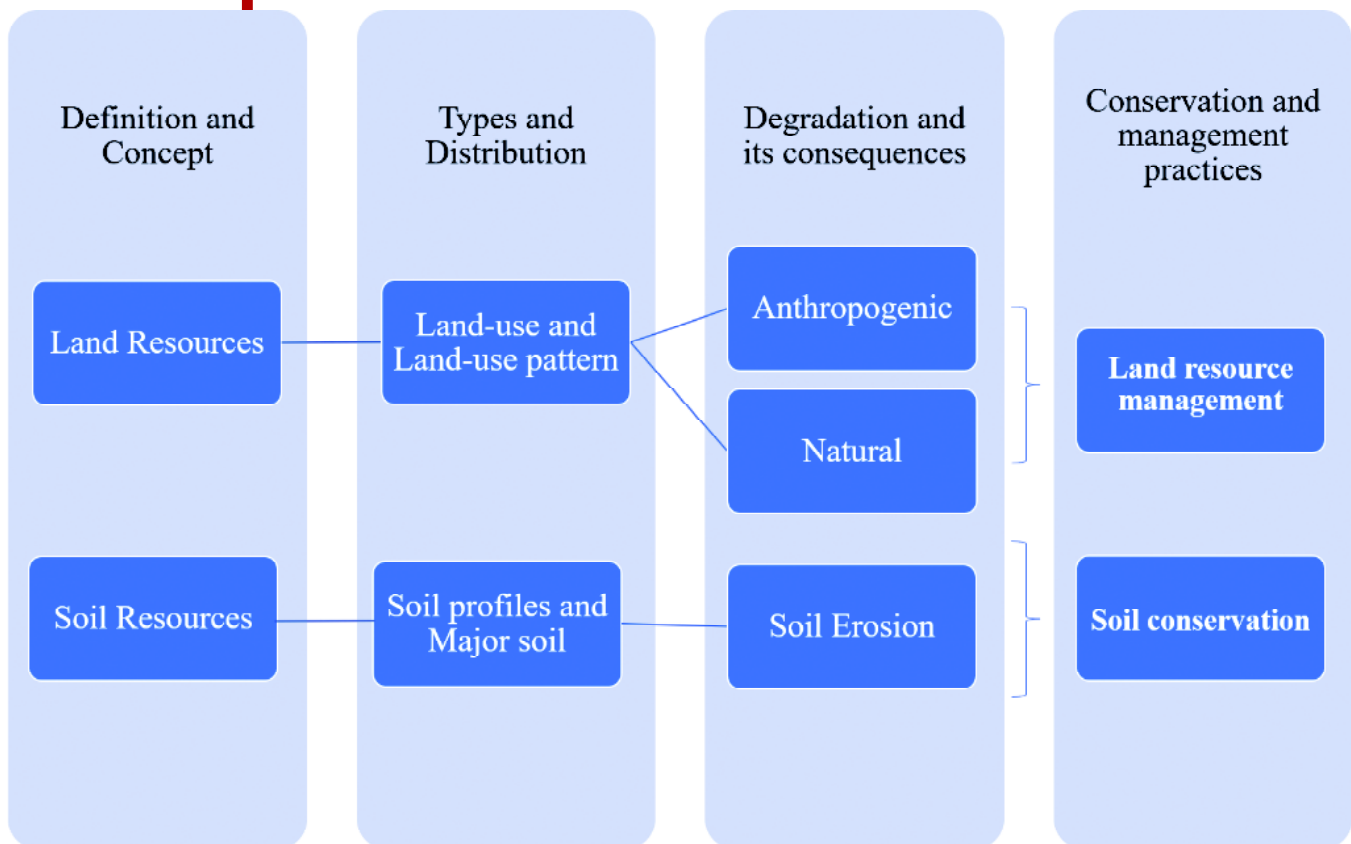 Definition and
Concept
Types and
Distribution
Degradation and
its consequences
Conservation and
management
practices
Land Resources
Land-use and
Land-use pattern
Anthropogenic
Natural
Land resource
management
Soil Resources
Soil profiles and
Major soil
Soil Erosion
Soil conservation